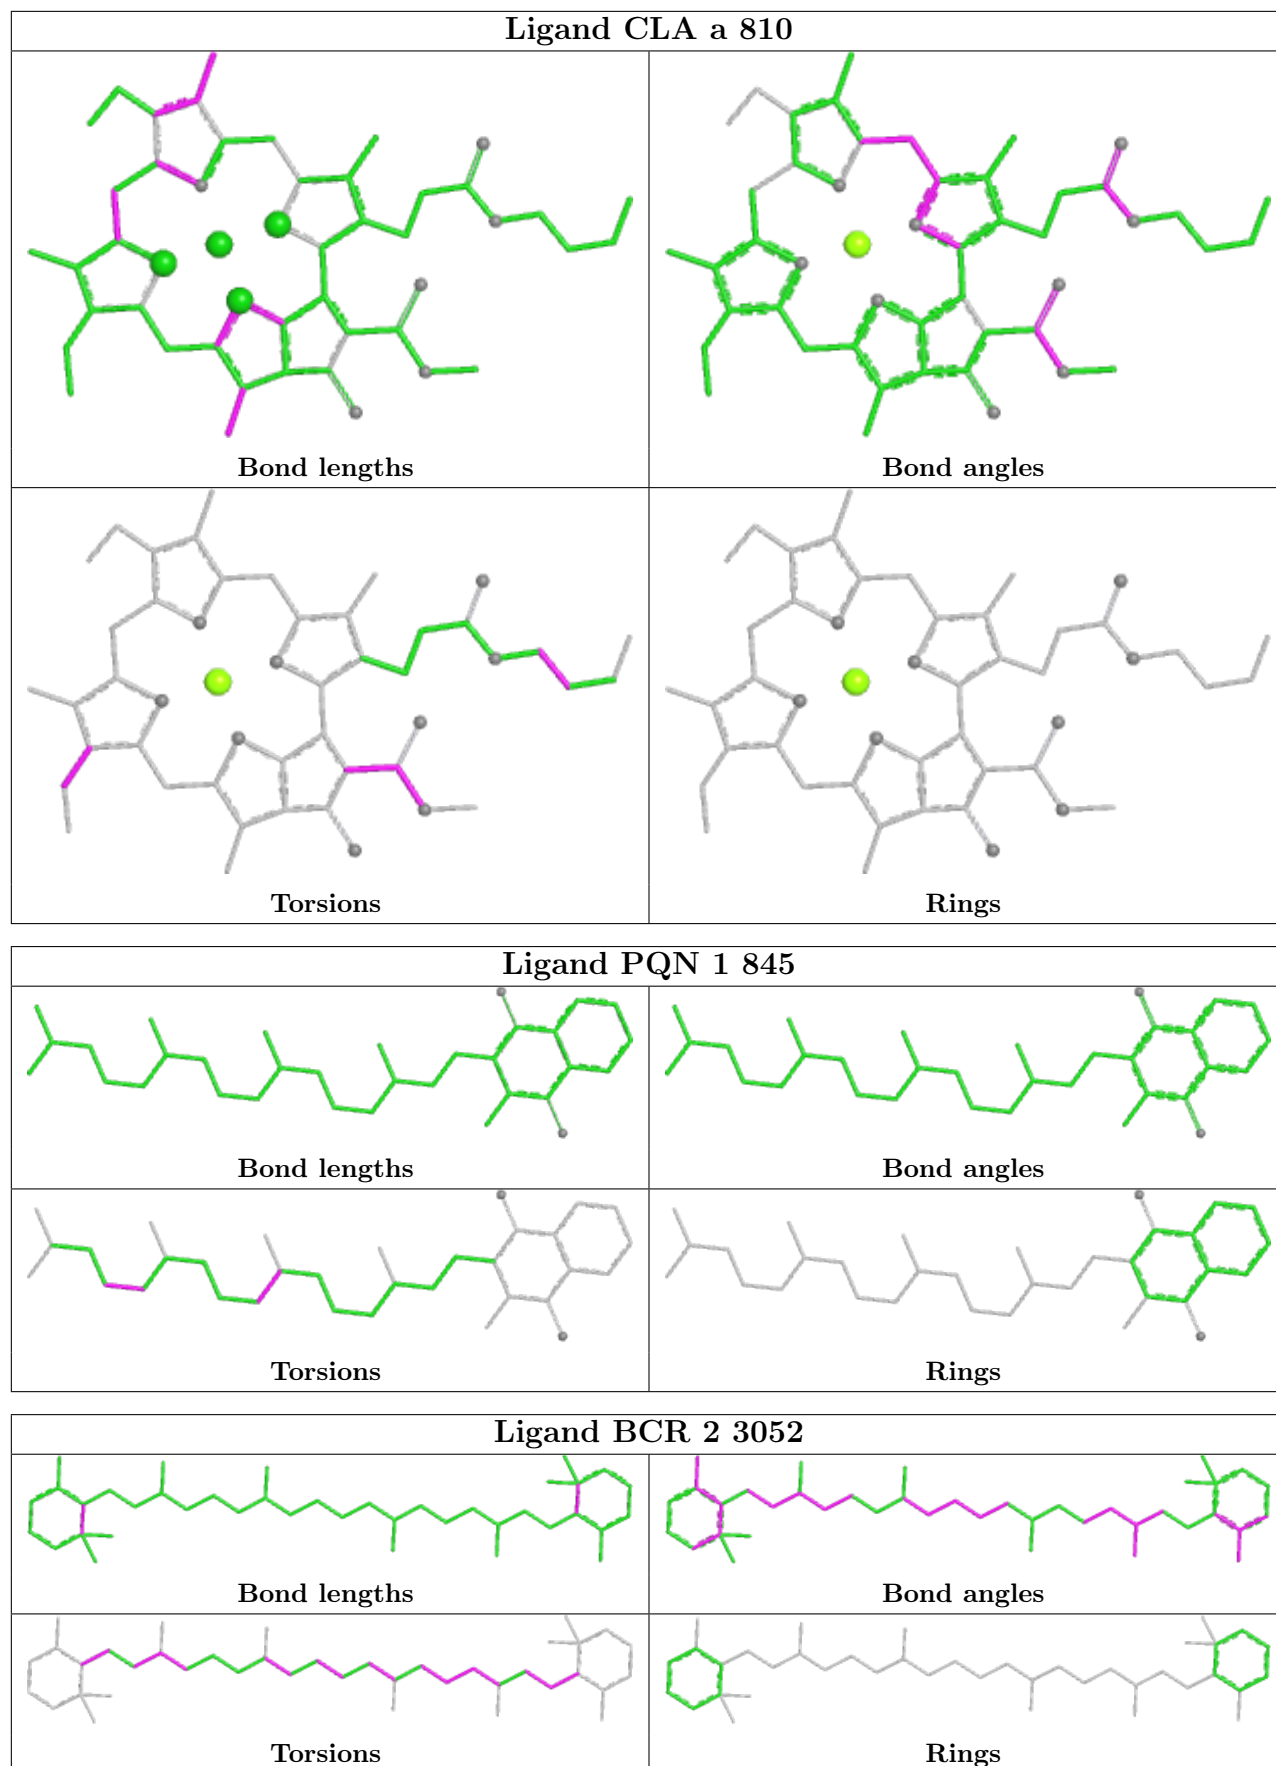 Ligand CLA a 810
Bond lengths
Bond angles
Torsions
Rings
Ligand PQN 1 845
Bond lengths
Bond angles
Torsions
Rings
Ligand BCR 2 3052
Bond lengths
Bond angles
Torsions
Rings